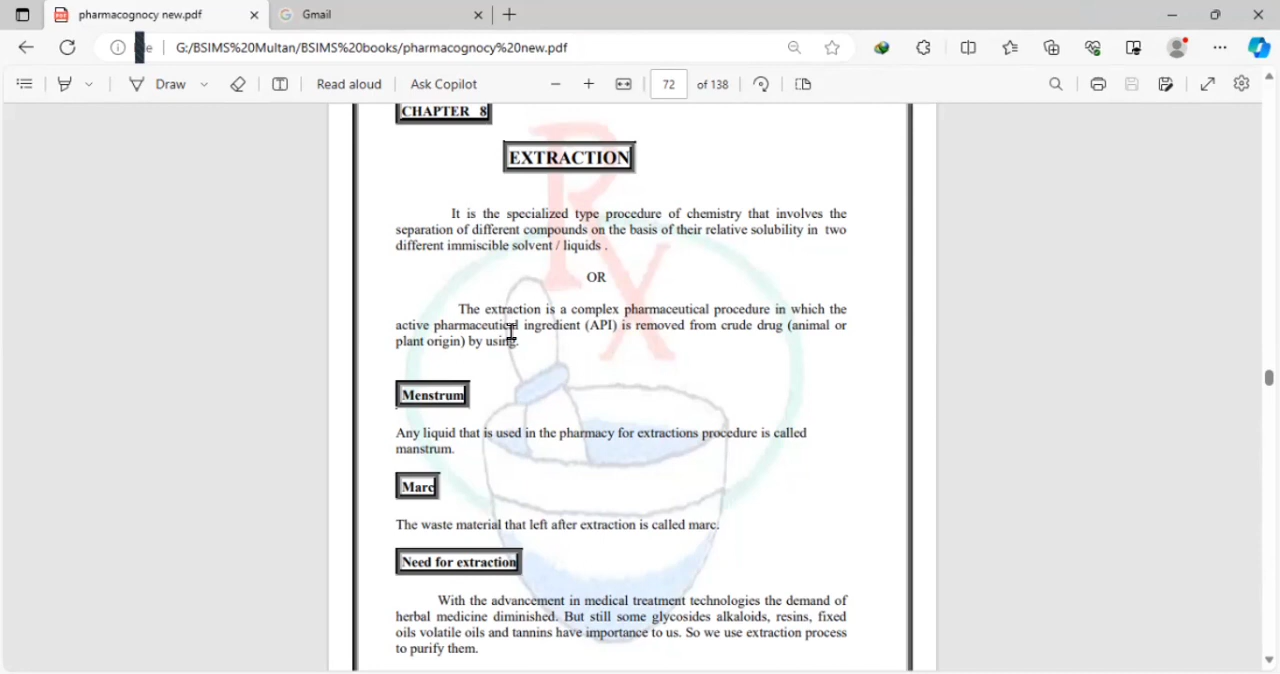 pharmacognocy new.pdf
Gmail
G:/BSIMS%20Multan/BSIMS%20books/pharmacognocy%20new.pdf
Draw
Read aloud
Ask Copilot
72 of 138
CHAPTER 8
EXTRACTION
It is the specialized type procedure of chemistry that involves the
separation of different compounds on the basis of their relative solubility in two
different immiscible solvent / liquids .
OR
The extraction is a complex pharmaceutical procedure in which the
active pharmaceutical ingredient (API) is removed from crude drug (animal or
plant origin) by using.
Menstrum
Any liquid that is used in the pharmacy for extractions procedure is called
manstrum.
Marc
The waste material that left after extraction is called marc.
Need for extraction
With the advancement in medical treatment technologies the demand of
herbal medicine diminished. But still some glycosides alkaloids, resins, fixed
oils volatile oils and tannins have importance to us. So we use extraction process
to purify them.
RX